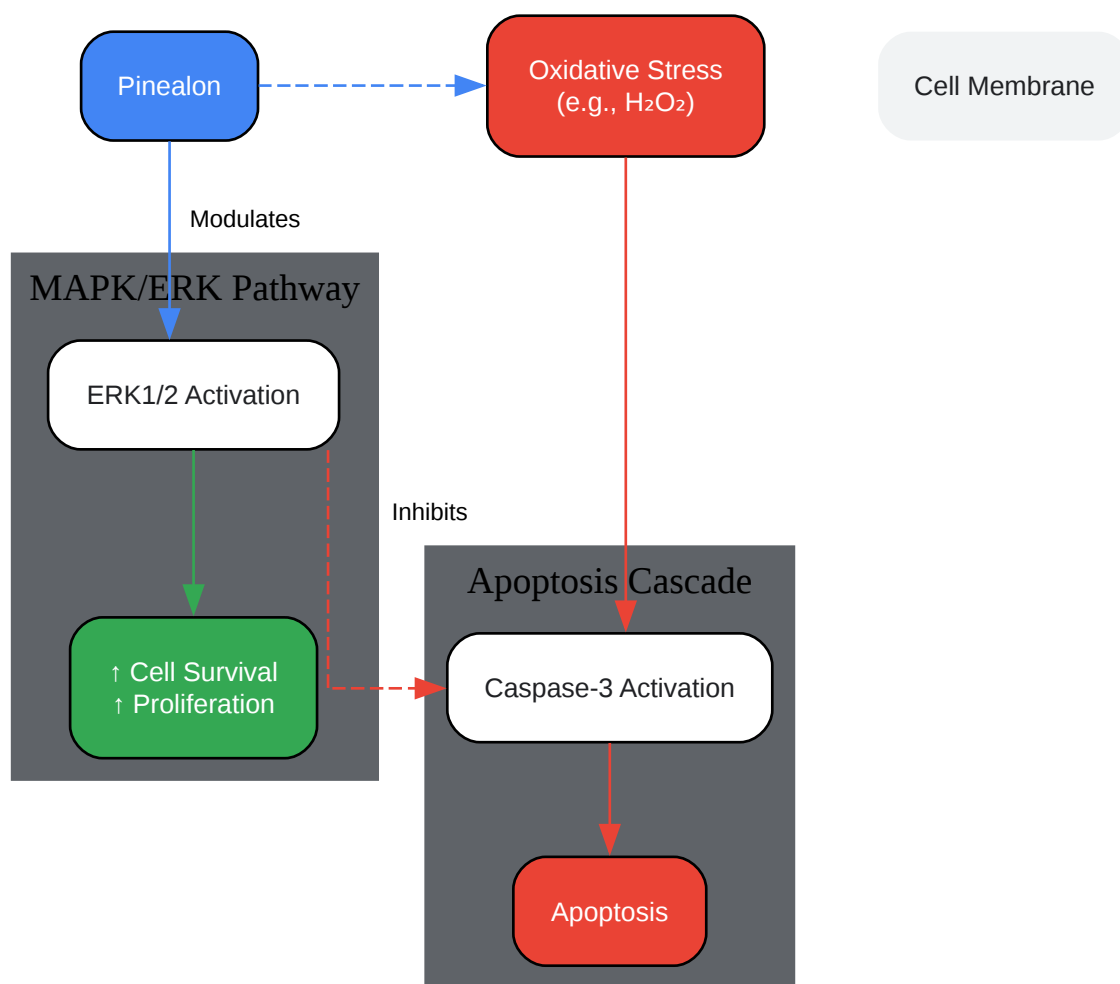 Pinealon
Oxidative Stress
(e.g., H₂O₂)
Cell Membrane
Modulates
MAPK/ERK Pathway
ERK1/2 Activation
Inhibits
Apoptosis Cascade
↑ Cell Survival
↑ Proliferation
Caspase-3 Activation
Apoptosis